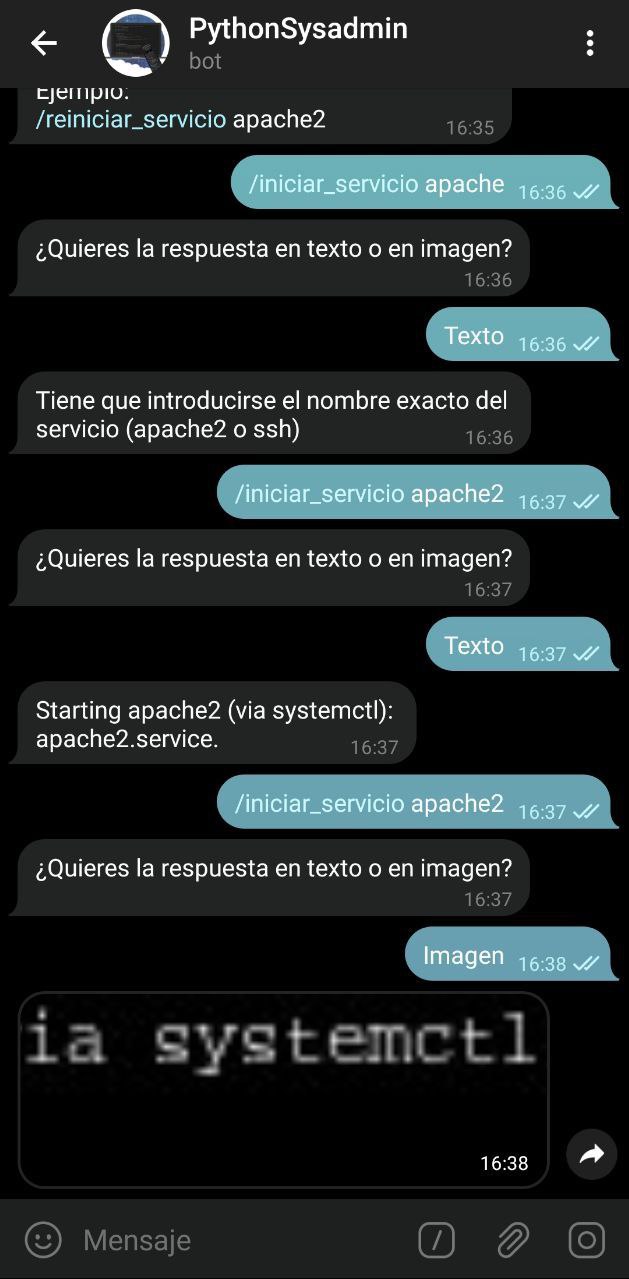 PythonSysadmin
bot
Ejemplo:
/reiniciar_servicio apache2
16:35
/iniciar_servicio apache 16:36
¿Quieres la respuesta en texto o en imagen?
16:36
Texto 16:36
Tiene que introducirse el nombre exacto del
servicio (apache2 o ssh)
16:36
/iniciar_servicio apache2 16:37
¿Quieres la respuesta en texto o en imagen?
16:37
Texto 16:37
Starting apache2 (via systemctl):
apache2.service.
16:37
/iniciar_servicio apache2 16:37
¿Quieres la respuesta en texto o en imagen?
16:37
Imagen 16:38
ia systemctl
16:38
Mensaje